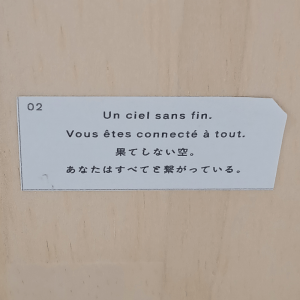 02
Un ciel sans fin.
Vous êtes connecté à tout.
果てしない空。
あなたはすべてと繋がっている。